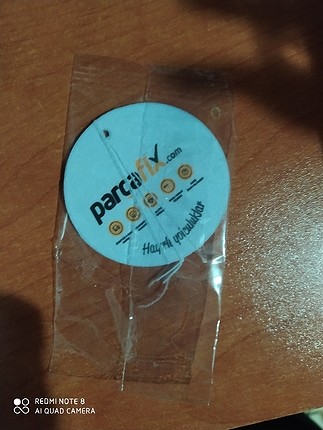 parcafix.com
Hayırlı yolculuklar
REDMI NOTE 8
AI QUAD CAMERA